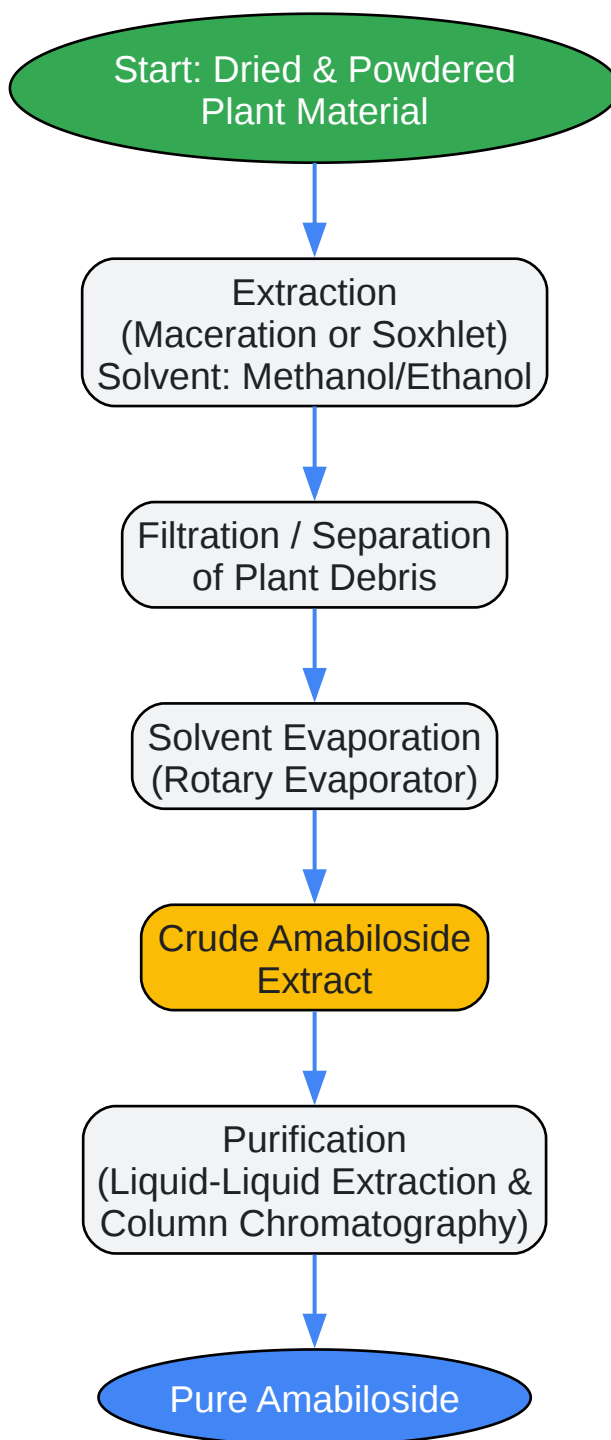 Start: Dried & Powdered
Plant Material
Extraction
(Maceration or Soxhlet)
Solvent: Methanol/Ethanol
Filtration / Separation
of Plant Debris
Solvent Evaporation
(Rotary Evaporator)
Crude Amabiloside
Extract
Purification
(Liquid-Liquid Extraction &
Column Chromatography)
Pure Amabiloside